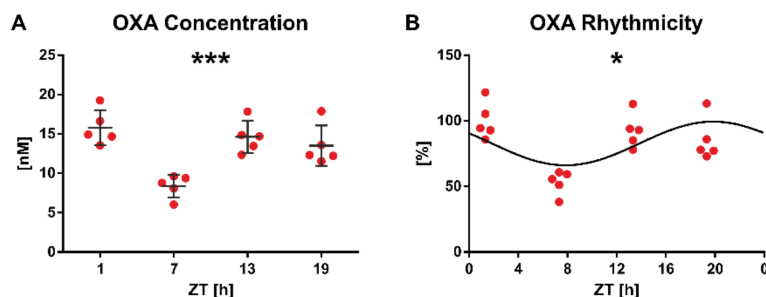 A OXA Concentration
***
25
20
15
10
5
0
[nM]
1 7 13 19
ZT [h]
B OXA Rhythmicity
*
150
100
50
0
[%]
0 4 8 12 16 20 0
ZT [h]